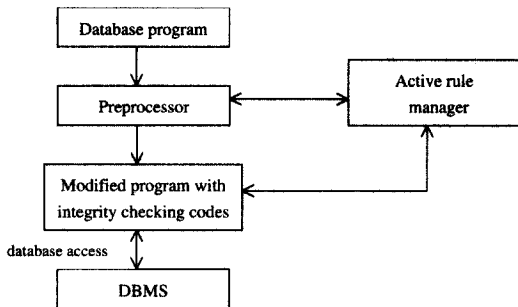 Database program
Preprocessor
Active rule
manager
Modified program with
integrity checking codes
database access
DBMS